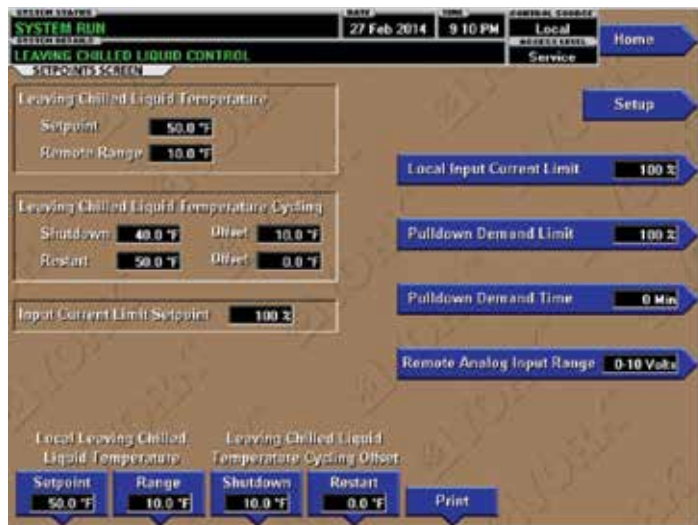 SYSTEM STATUS
SYSTEM RUN
DATE
27 Feb 2014
TIME
9 10 PM
CONTROL SOURCE
Local
Home
SYSTEM DETAILS
LEAVING CHILLED LIQUID CONTROL
ACCESS LEVEL
Service
SETPOINTS SCREEN
Setup
Leaving Chilled Liquid Temperature
Setpoint 50.0 °F
Remote Range 10.0 °F
Local Input Current Limit 100 %
Leaving Chilled Liquid Temperature Cycling
Shutdown 40.0 °F Offset 10.0 °F
Restart 50.0 °F Offset 0.0 °F
Pulldown Demand Limit 100 %
Input Current Limit Setpoint 100 %
Pulldown Demand Time 0 Min
Remote Analog Input Range 0-10 Volts
Local Leaving Chilled
Liquid Temperature
Leaving Chilled Liquid
Temperature Cycling Offset
Setpoint
50.0 °F
Range
10.0 °F
Shutdown
10.0 °F
Restart
0.0 °F
Print
YORK